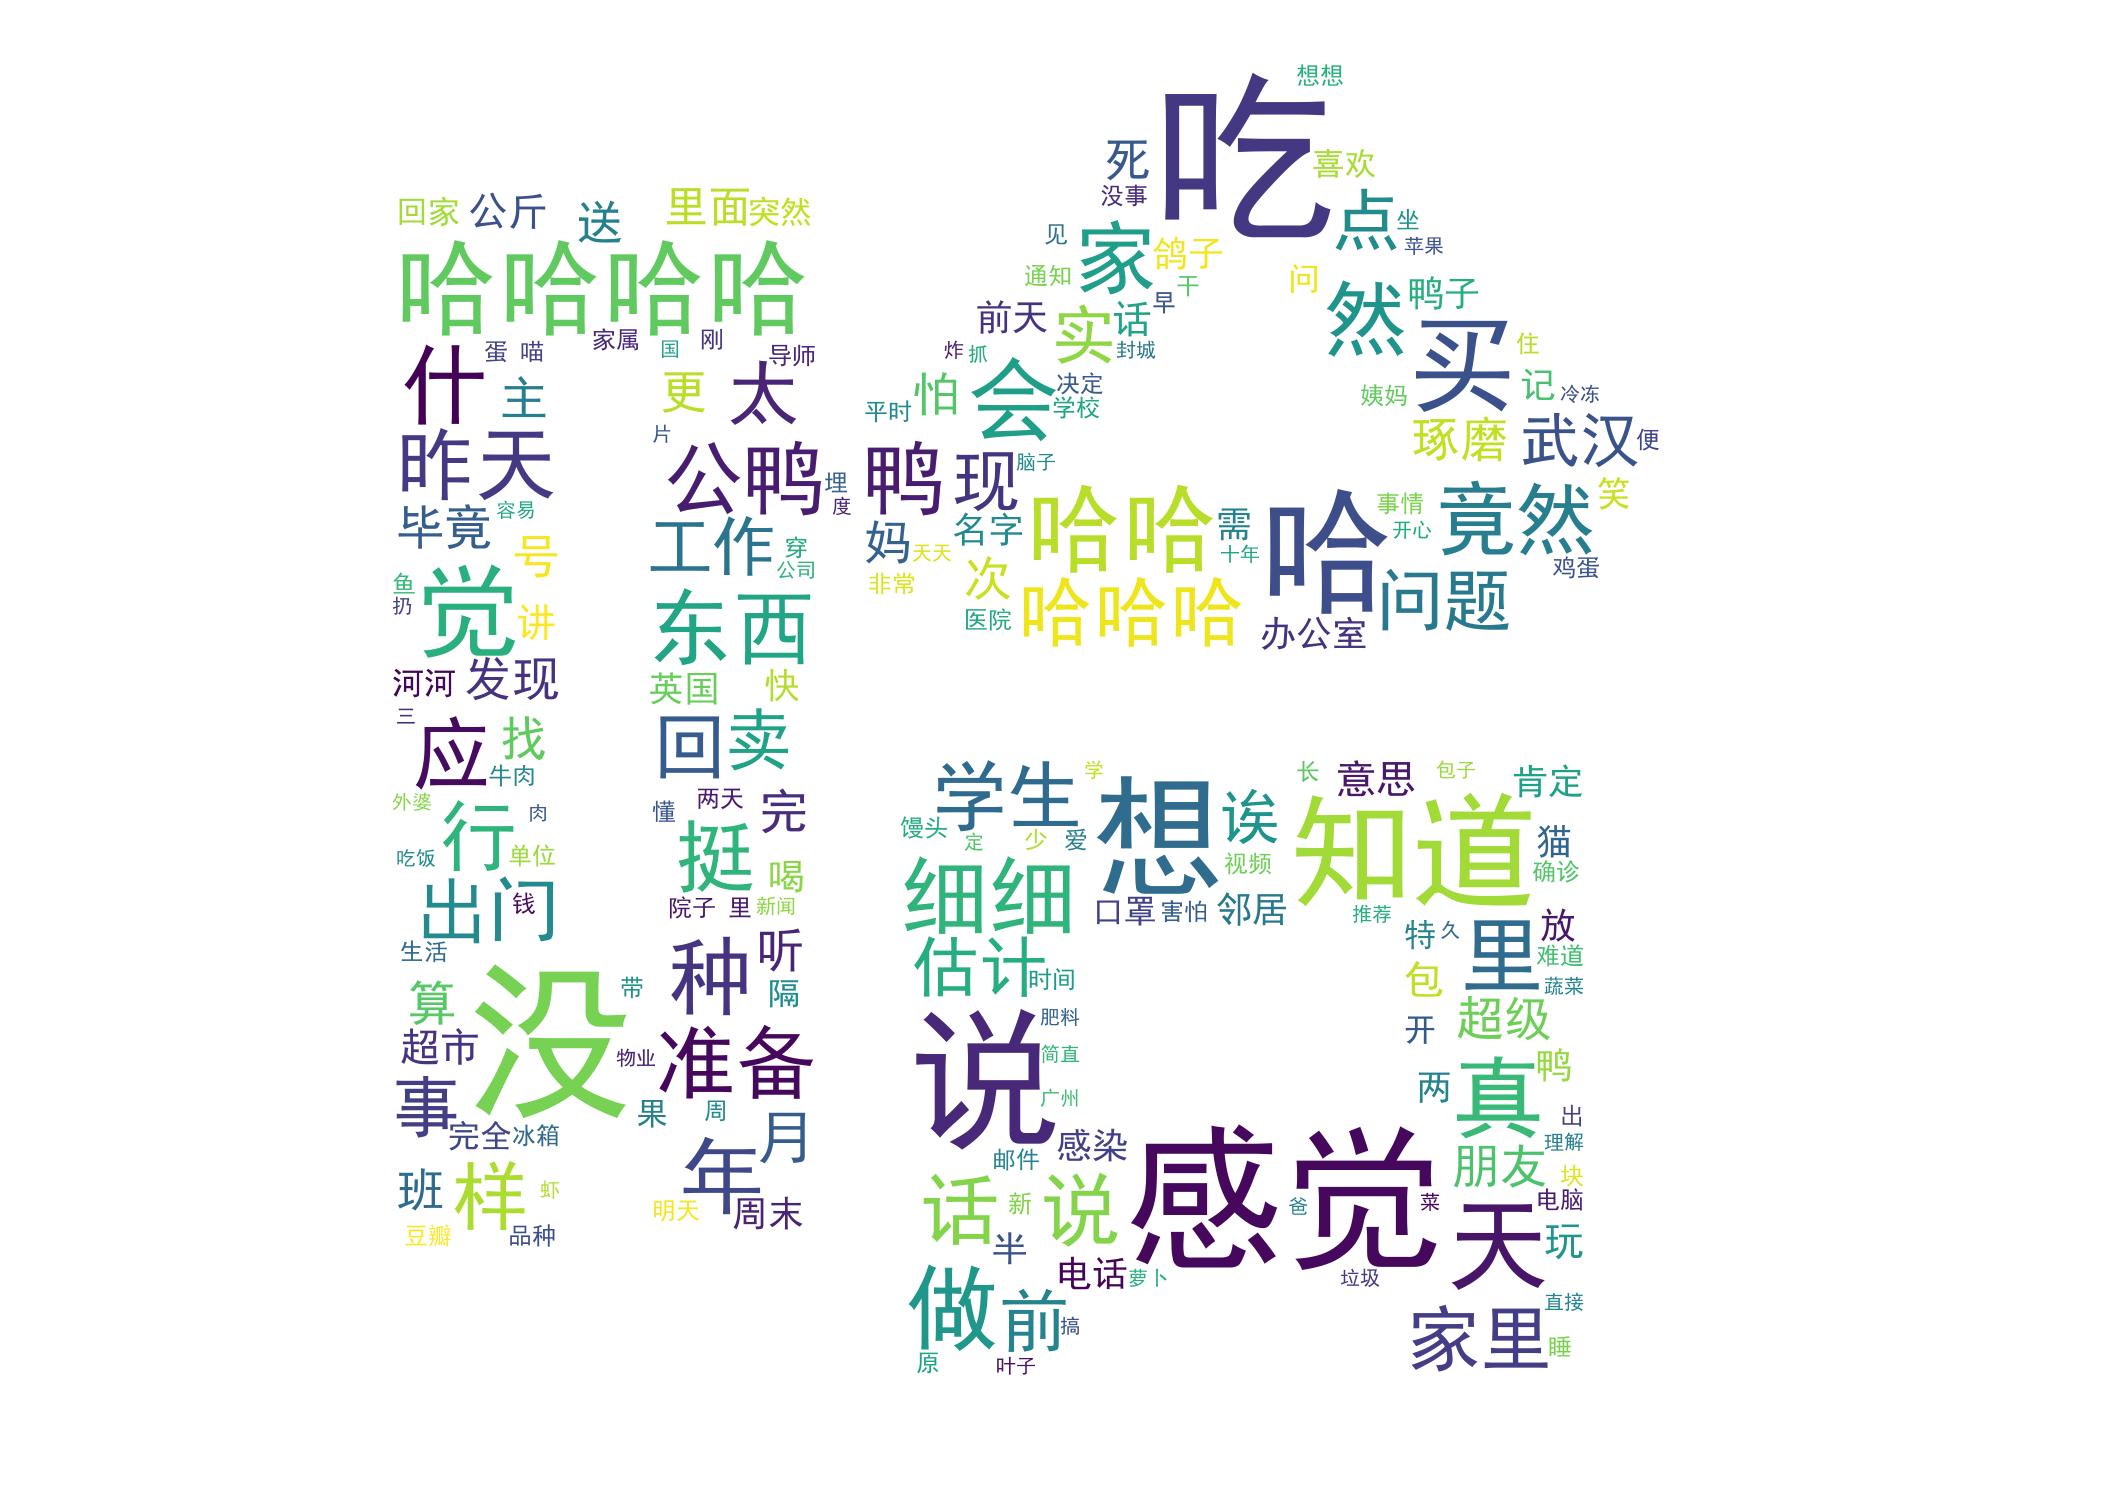 想想
吃
死
没事
喜欢
点 坐
苹果
回家 公斤 送 里面 突然
见 家 鸽子
通知 干 问
哈哈哈哈
前天 实 话 早 然 鸭子
家属 国 刚 导师
什 蛋 喵 主 更 太
炸 抓 会 封城 决定 学校
平时 怕
买 住
姨妈 记 冷冻
昨天 片 公鸭 埋 度
鸭 现 脑子
琢磨 武汉 便
毕竟 容易 号
工作 穿 公司
妈 天天 名字 哈哈 需 十年 哈 事情 开心 竟然 笑
非常 次 鸡蛋
鱼 扔 觉 讲 东西
医院 哈哈哈 办公室 问题
河河 发现 英国 快
三 应 找 回 卖
牛肉
学生 学 想 诶 长 意思 包子 肯定
外婆 行 肉 懂 两天 完
馒头 定 少 爱 视频 知道 猫
确诊
吃饭 单位 挺 喝
细细 口罩 害怕 邻居 推荐
出门 钱 院子 里 新闻
特 久 里 放
难道
生活 种 听
估计 时间 包 蔬菜
算 没 带 隔
说 肥料 开 超级
超市 物业 准备
简直 两 真 鸭
事 果 周 月
广州 出
完全 冰箱 年
邮件 感染 感觉 朋友 理解
班 样 虾 明天 周末
话 新 说 爸 菜 天 块
电脑
豆瓣 品种
半 玩
做 前 电话 萝卜 垃圾 直接
搞 家里 睡
原 叶子